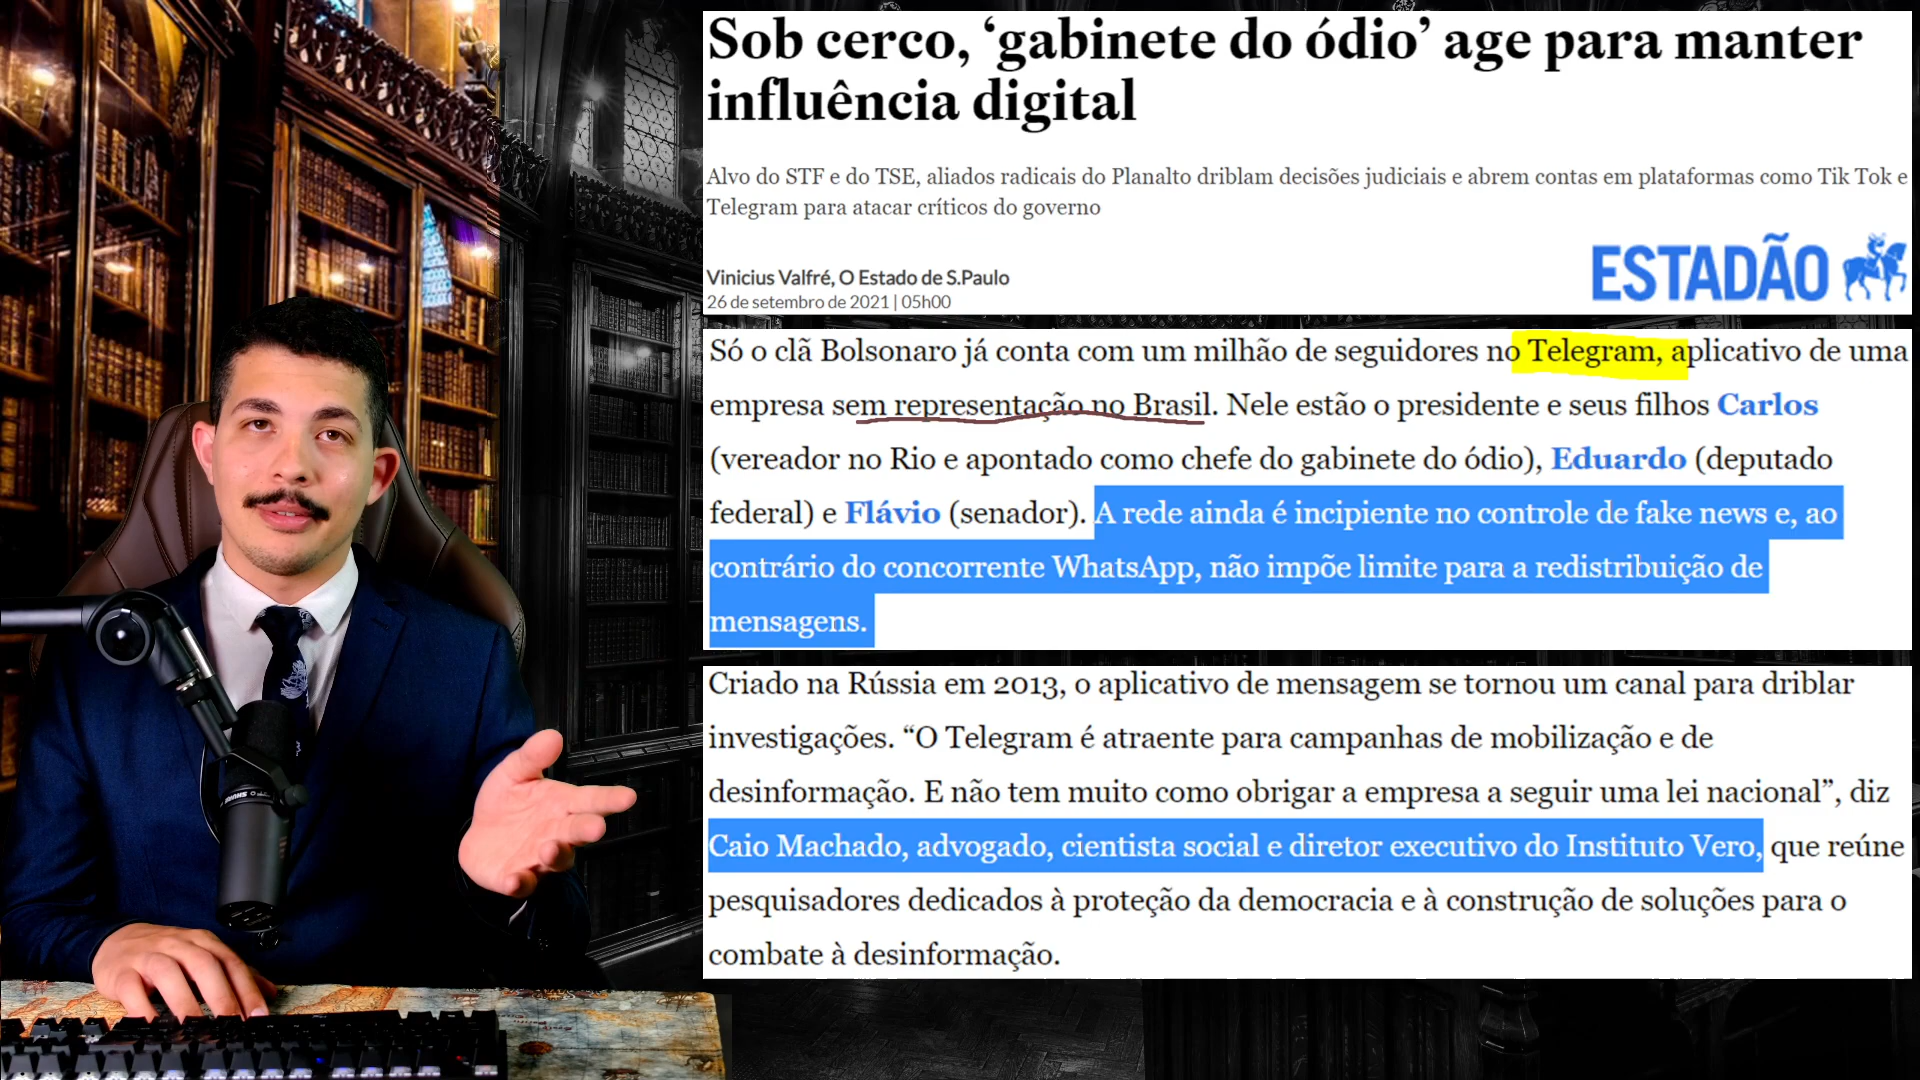 Sob cerco, ‘gabinete do ódio’ age para manter
influência digital
Alvo do STF e do TSE, aliados radicais do Planalto driblam decisões judiciais e abrem contas em plataformas como Tik Tok e
Telegram para atacar críticos do governo
ESTADÃO
Vinicius Valfré, O Estado de S.Paulo
26 de setembro de 2021 | 05h00
Só o clã Bolsonaro já conta com um milhão de seguidores no Telegram, aplicativo de uma
empresa sem representação no Brasil. Nele estão o presidente e seus filhos Carlos
(vereador no Rio e apontado como chefe do gabinete do ódio), Eduardo (deputado
federal) e Flávio (senador). A rede ainda é incipiente no controle de fake news e, ao
contrário do concorrente WhatsApp, não impõe limite para a redistribuição de
mensagens.
Criado na Rússia em 2013, o aplicativo de mensagem se tornou um canal para driblar
investigações. “O Telegram é atraente para campanhas de mobilização e de
desinformação. E não tem muito como obrigar a empresa a seguir uma lei nacional”, diz
Caio Machado, advogado, cientista social e diretor executivo do Instituto Vero, que reúne
pesquisadores dedicados à proteção da democracia e à construção de soluções para o
combate à desinformação.
SHURE